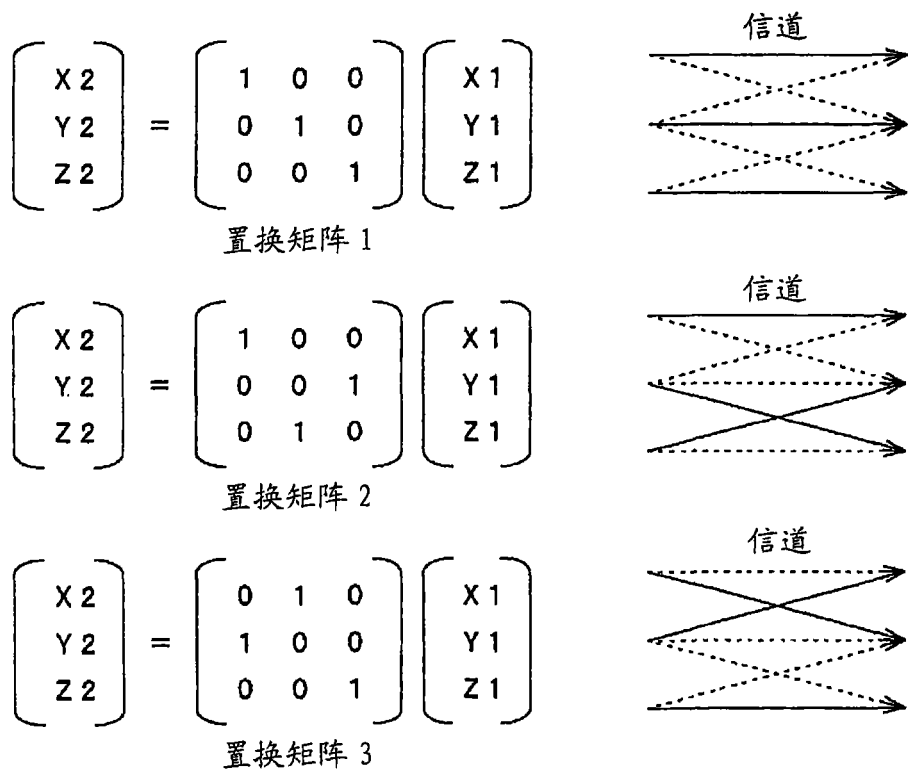 信道
X2 1 0 0 X1
Y2 = 0 1 0 Y1
Z2 0 0 1 Z1
置换矩阵 1
信道
X2 1 0 0 X1
Y2 = 0 0 1 Y1
Z2 0 1 0 Z1
置换矩阵 2
信道
X2 0 1 0 X1
Y2 = 1 0 0 Y1
Z2 0 0 1 Z1
置换矩阵 3